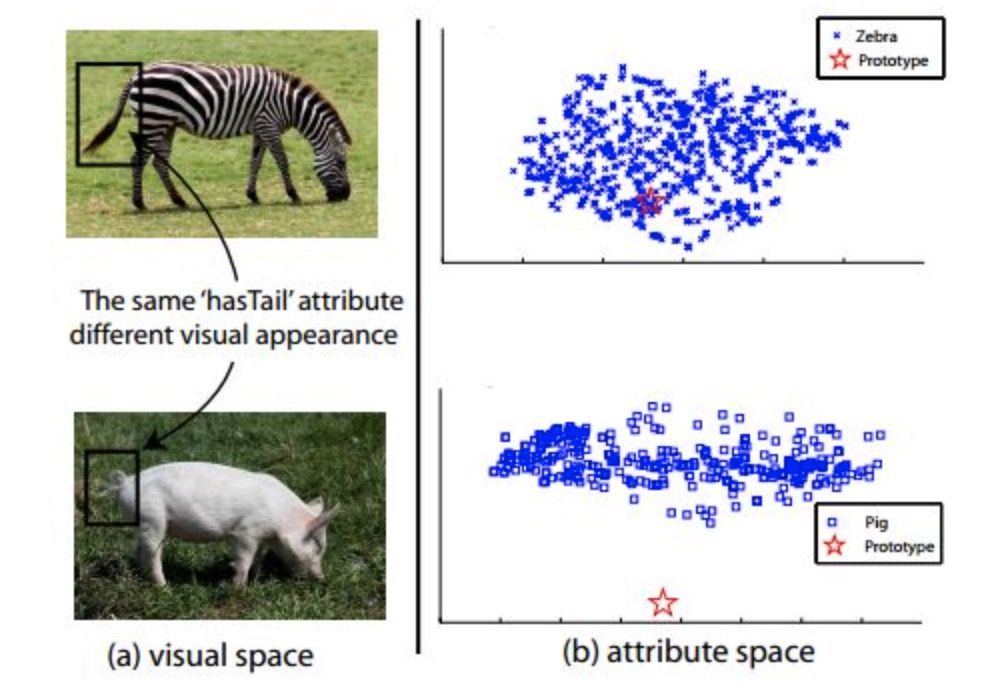 The same 'hasTail' attribute
different visual appearance
(a) visual space
Zebra
Prototype
Pig
Prototype
(b) attribute space